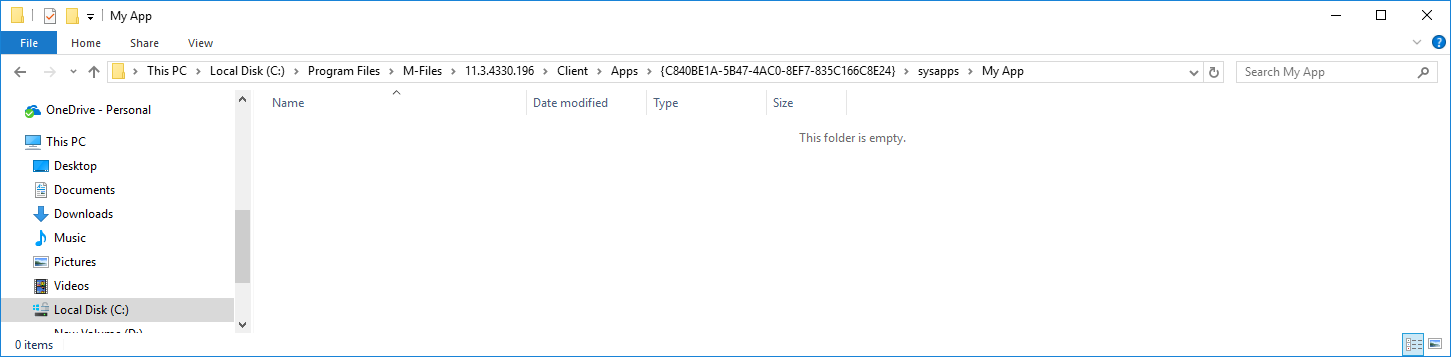 My App
File Home Share View
This PC Local Disk (C:) Program Files M-Files 11.3.4330.196 Client Apps {C840BE1A-5B47-4AC0-8EF7-835C166C8E24} sysapps My App Search My App
Name Date modified Type Size
This folder is empty.
OneDrive - Personal
This PC
Desktop
Documents
Downloads
Music
Pictures
Videos
Local Disk (C:)
New Volume (D:)
0 items